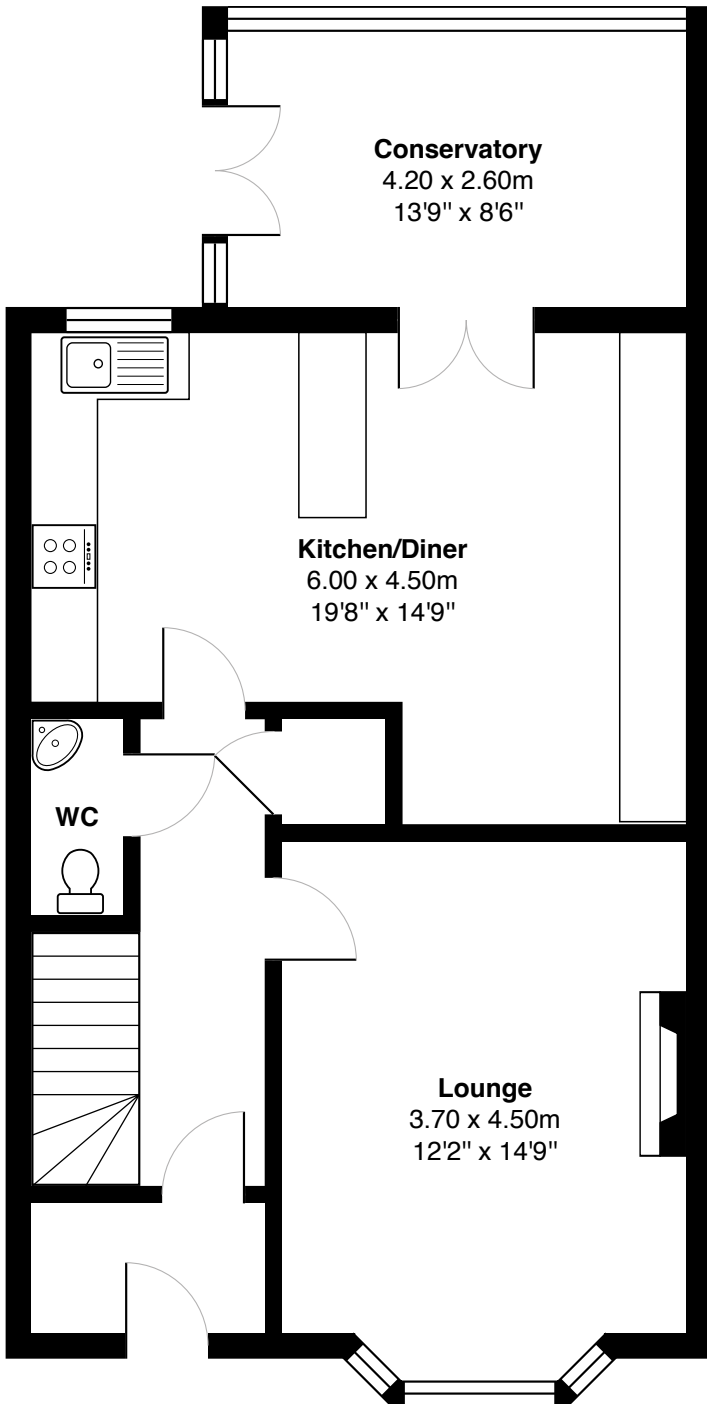 Conservatory
4.20 x 2.60m
13'9" x 8'6"
Kitchen/Diner
6.00 x 4.50m
19'8" x 14'9"
WC
Lounge
3.70 x 4.50m
12'2" x 14'9"